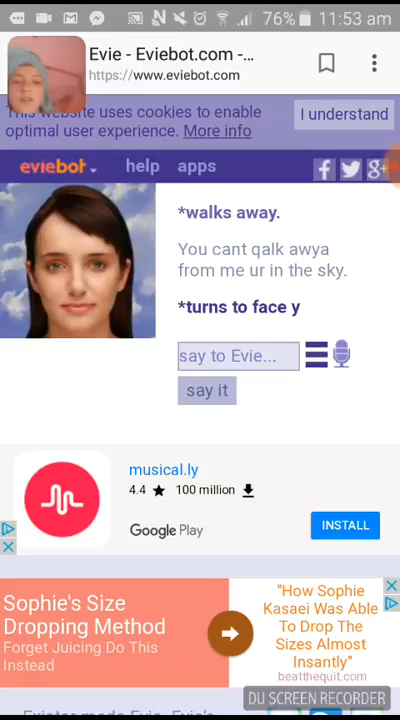 76% 11:53 am
Evie - Eviebot.com -...
https://www.eviebot.com
This website uses cookies to enable
optimal user experience. More info
I understand
eviebot
help
apps
*walks away.
You cant qalk awya
from me ur in the sky.
*turns to face y
say to Evie...
say it
musical.ly
4.4 ★ 100 million
Google Play
INSTALL
Sophie's Size
Dropping Method
Forget Juicing Do This
Instead
"How Sophie
Kasaei Was Able
To Drop The
Sizes Almost
Insantly"
beatthequit.com
DU SCREEN RECORDER
Existor made Evie. Evie's